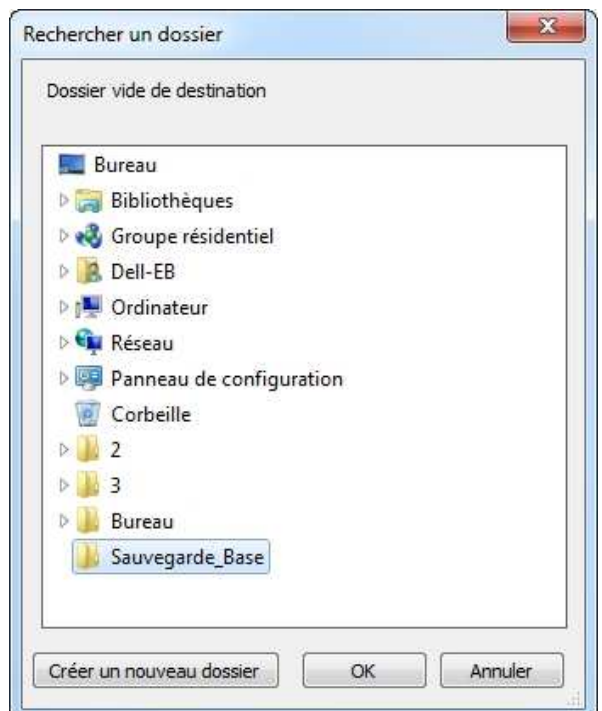 Rechercher un dossier
Dossier vide de destination
Bureau
Bibliothèques
Groupe résidentiel
Dell-EB
Ordinateur
Réseau
Panneau de configuration
Corbeille
2
3
Bureau
Sauvegarde_Base
Créer un nouveau dossier OK Annuler